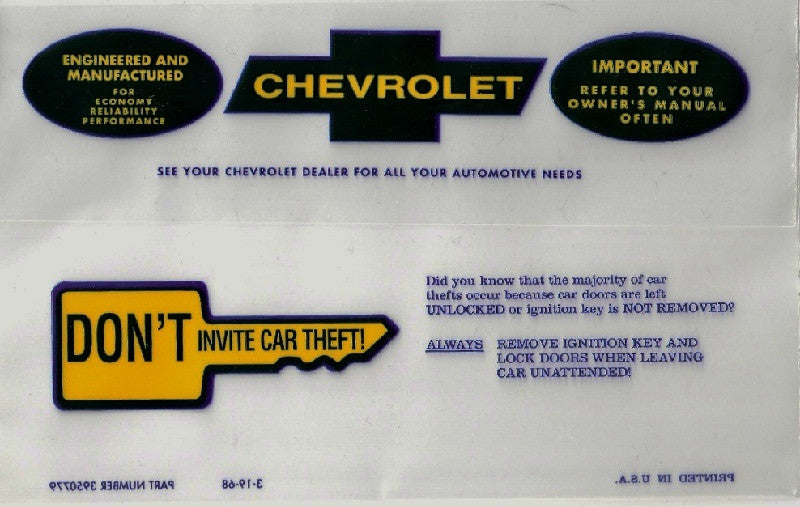 ENGINEERED AND
MANUFACTURED
FOR
ECONOMY
RELIABILITY
PERFORMANCE
CHEVROLET
IMPORTANT
REFER TO YOUR
OWNER'S MANUAL
OFTEN
SEE YOUR CHEVROLET DEALER FOR ALL YOUR AUTOMOTIVE NEEDS
DON'T INVITE CAR THEFT!
Did you know that the majority of car
thefts occur because car doors are left
UNLOCKED or ignition key is NOT REMOVED?
ALWAYS REMOVE IGNITION KEY AND
LOCK DOORS WHEN LEAVING
CAR UNATTENDED!
PART NUMBER 3950779
3-19-68
PRINTED IN U.S.A.